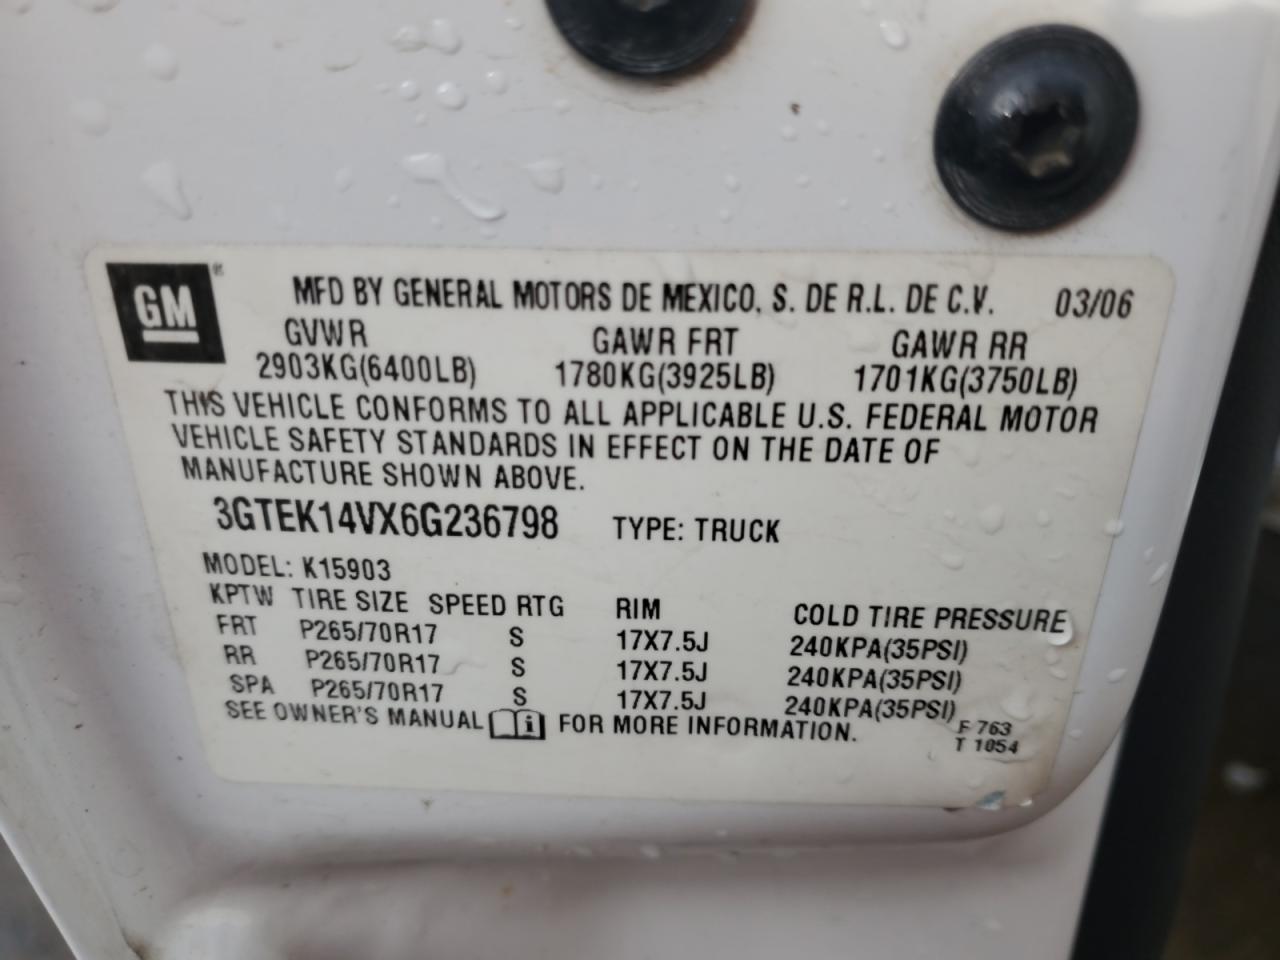 GM®
MFD BY GENERAL MOTORS DE MEXICO, S. DE R.L. DE C.V. 03/06
GVWR GAWR FRT GAWR RR
2903KG(6400LB) 1780KG(3925LB) 1701KG(3750LB)
THIS VEHICLE CONFORMS TO ALL APPLICABLE U.S. FEDERAL MOTOR
VEHICLE SAFETY STANDARDS IN EFFECT ON THE DATE OF
MANUFACTURE SHOWN ABOVE.
3GTEK14VX6G236798 TYPE: TRUCK
MODEL: K15903
KPTW TIRE SIZE SPEED RTG RIM COLD TIRE PRESSURE
FRT P265/70R17 S 17X7.5J 240KPA(35PSI)
RR P265/70R17 S 17X7.5J 240KPA(35PSI)
SPA P265/70R17 S 17X7.5J 240KPA(35PSI)
SEE OWNER'S MANUAL i FOR MORE INFORMATION.
F 763
T 1054